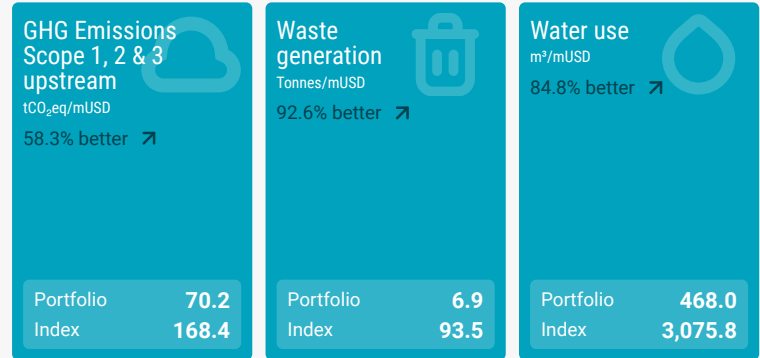 GHG Emissions
Scope 1, 2 & 3
upstream
tCO₂eq/mUSD
58.3% better
Portfolio 70.2
Index 168.4
Waste
generation
Tonnes/mUSD
92.6% better
Portfolio 6.9
Index 93.5
Water use
m³/mUSD
84.8% better
Portfolio 468.0
Index 3,075.8